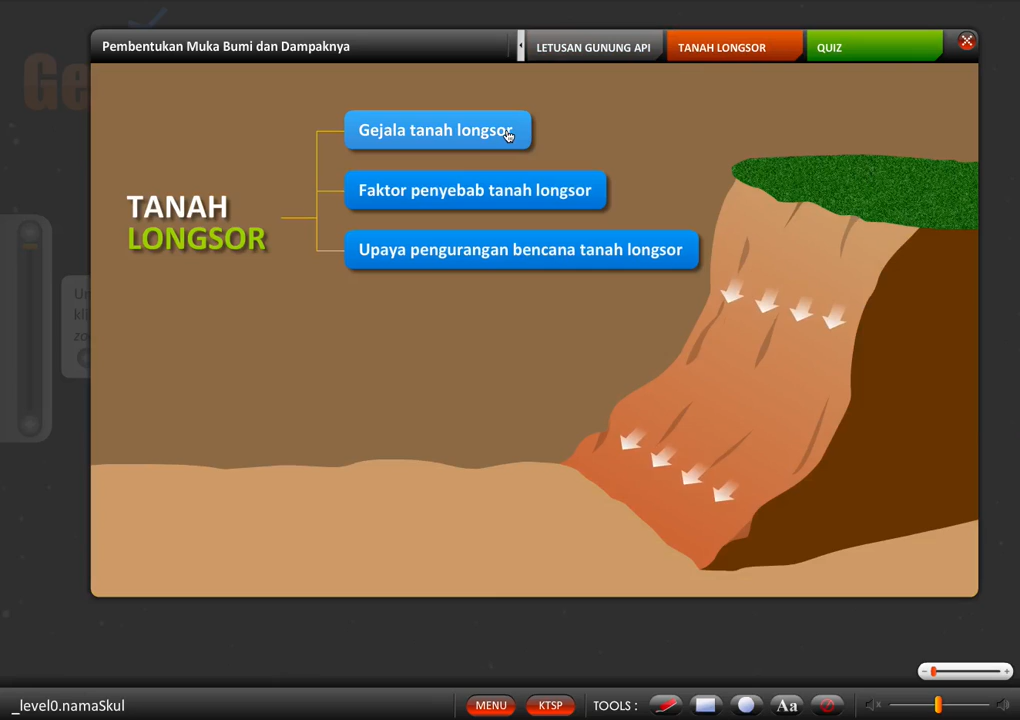 Ge
Pembentukan Muka Bumi dan Dampaknya
LETUSAN GUNUNG API
TANAH LONGSOR
QUIZ
Gejala tanah longsor
TANAH
LONGSOR
Faktor penyebab tanah longsor
Upaya pengurangan bencana tanah longsor
_level0.namaSkul
MENU
KTSP
TOOLS :
Aa